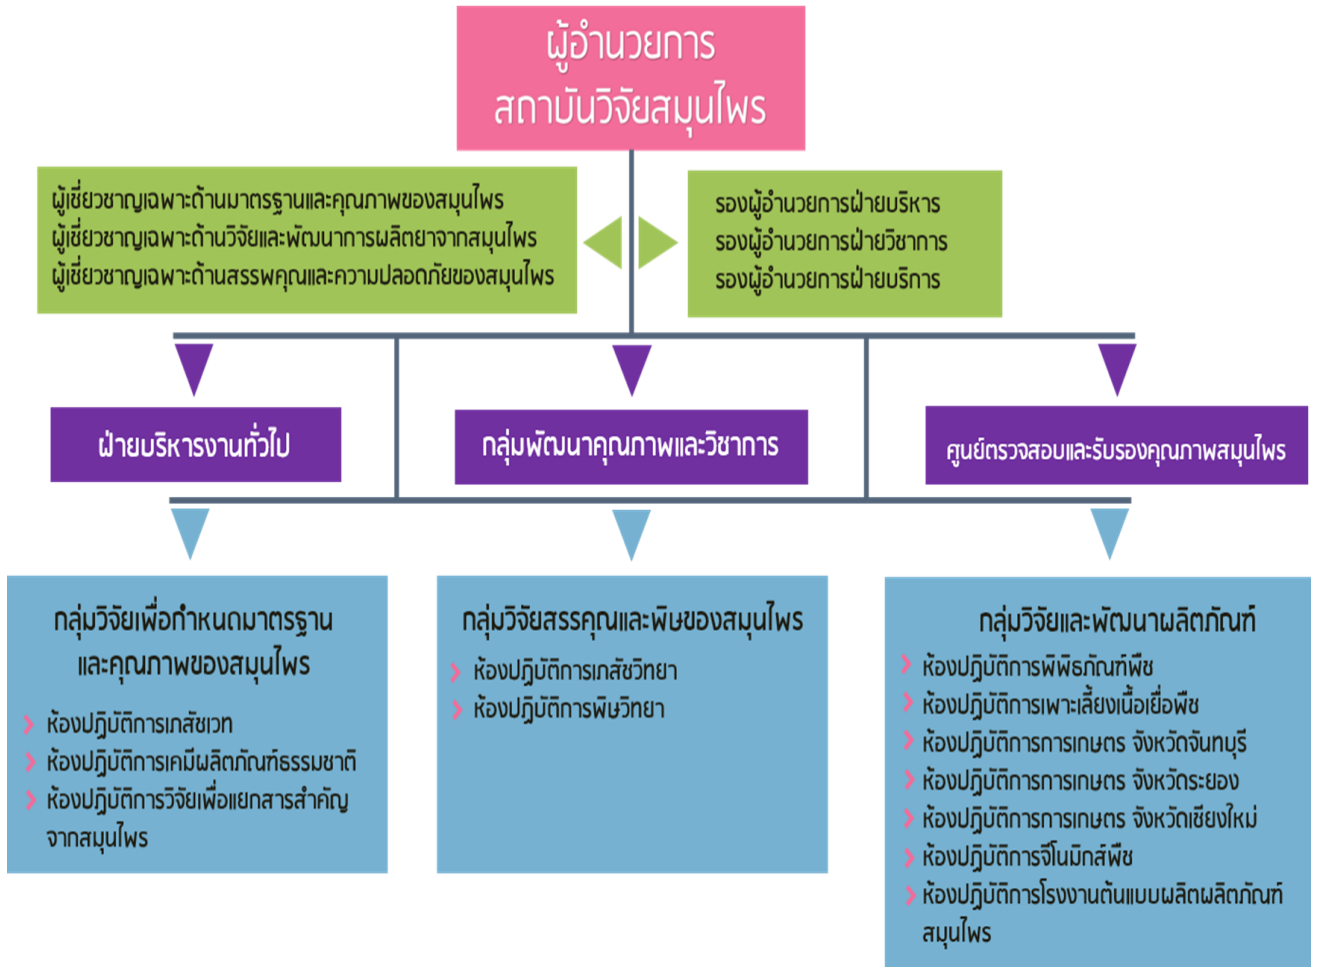 ผู้อำนวยการ
สถาบันวิจัยสมุนไพร
ผู้เชี่ยวชาญเฉพาะด้านมาตรฐานและคุณภาพของสมุนไพร
ผู้เชี่ยวชาญเฉพาะด้านวิจัยและพัฒนาการผลิตยาจากสมุนไพร
ผู้เชี่ยวชาญเฉพาะด้านสรรพคุณและความปลอดภัยของสมุนไพร
รองผู้อำนวยการฝ่ายบริหาร
รองผู้อำนวยการฝ่ายวิชาการ
รองผู้อำนวยการฝ่ายบริการ
ฝ่ายบริหารงานทั่วไป
กลุ่มพัฒนาคุณภาพและวิชาการ
ศูนย์ตรวจสอบและรับรองคุณภาพสมุนไพร
กลุ่มวิจัยเพื่อกำหนดมาตรฐาน
และคุณภาพของสมุนไพร
ห้องปฏิบัติการเภสัชเวท
ห้องปฏิบัติการเคมีผลิตภัณฑ์ธรรมชาติ
ห้องปฏิบัติการวิจัยเพื่อแยกสารสำคัญ
จากสมุนไพร
กลุ่มวิจัยสรรคุณและพิษของสมุนไพร
ห้องปฏิบัติการเภสัชวิทยา
ห้องปฏิบัติการพิษวิทยา
กลุ่มวิจัยและพัฒนาผลิตภัณฑ์
ห้องปฏิบัติการพิพิธภัณฑ์พืช
ห้องปฏิบัติการเพาะเลี้ยงเนื้อเยื่อพืช
ห้องปฏิบัติการการเกษตร จังหวัดจันทบุรี
ห้องปฏิบัติการการเกษตร จังหวัดระยอง
ห้องปฏิบัติการการเกษตร จังหวัดเชียงใหม่
ห้องปฏิบัติการจีโนมิกส์พืช
ห้องปฏิบัติการโรงงานต้นแบบผลิตผลิตภัณฑ์
สมุนไพร